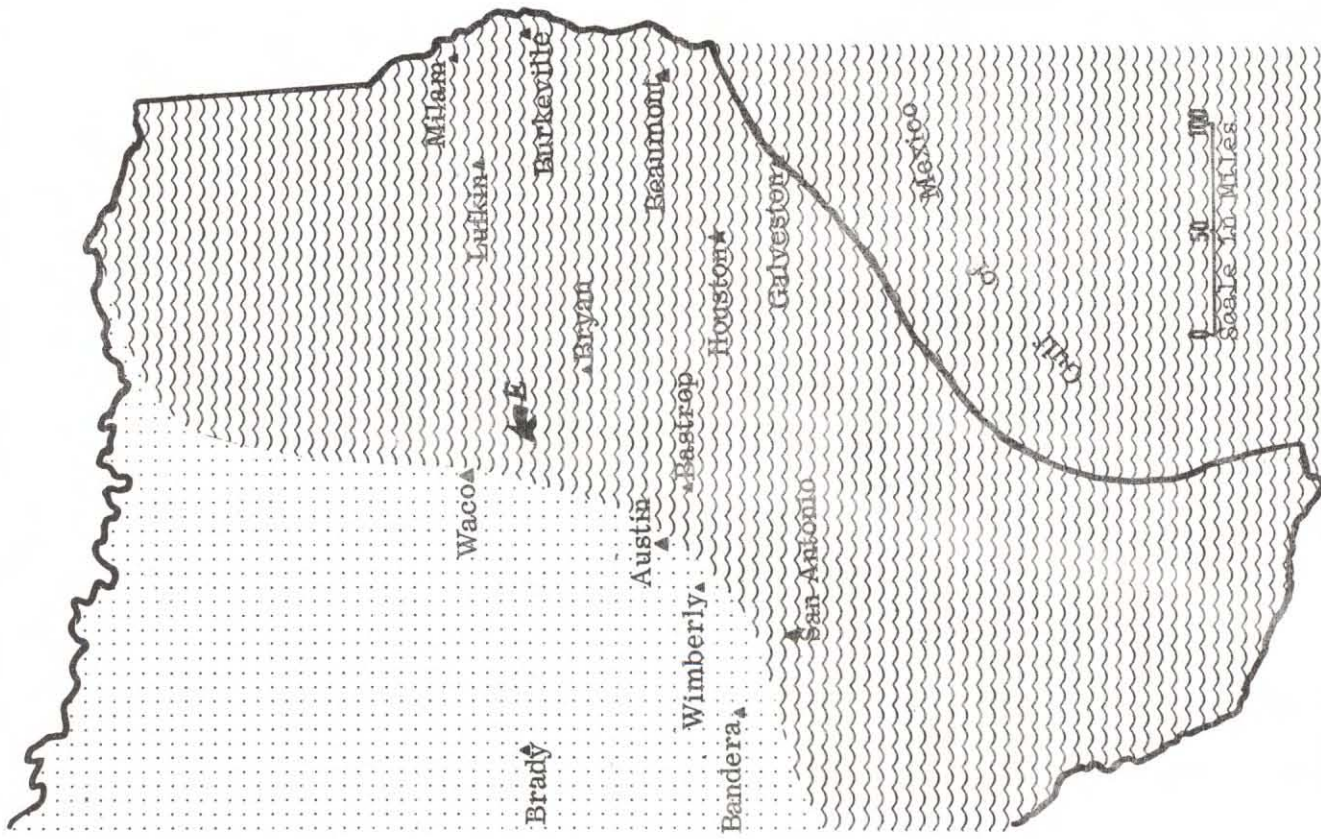 Milam
Burkeville
Lufkin
Beaumont
Bryan
Houston
Galveston
E
Waco
Bastrop
Austin
San Antonio
Wimberly
Brady
Bandera
Gulf
of
Mexico
0 50 100
Scale in Miles